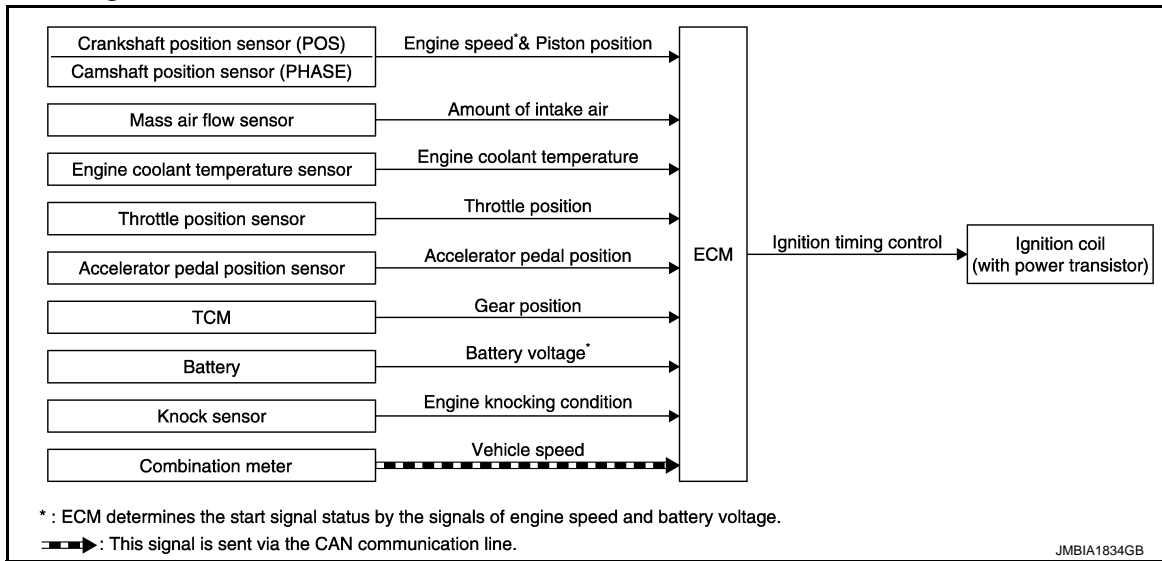 Crankshaft position sensor (POS)
Engine speed*& Piston position
Camshaft position sensor (PHASE)
Mass air flow sensor
Amount of intake air
Engine coolant temperature sensor
Engine coolant temperature
Throttle position sensor
Throttle position
Accelerator pedal position sensor
Accelerator pedal position
TCM
Gear position
Battery
Battery voltage*
Knock sensor
Engine knocking condition
Combination meter
Vehicle speed
ECM
Ignition timing control
Ignition coil
(with power transistor)
* : ECM determines the start signal status by the signals of engine speed and battery voltage.
: This signal is sent via the CAN communication line.
JMBIA1834GB